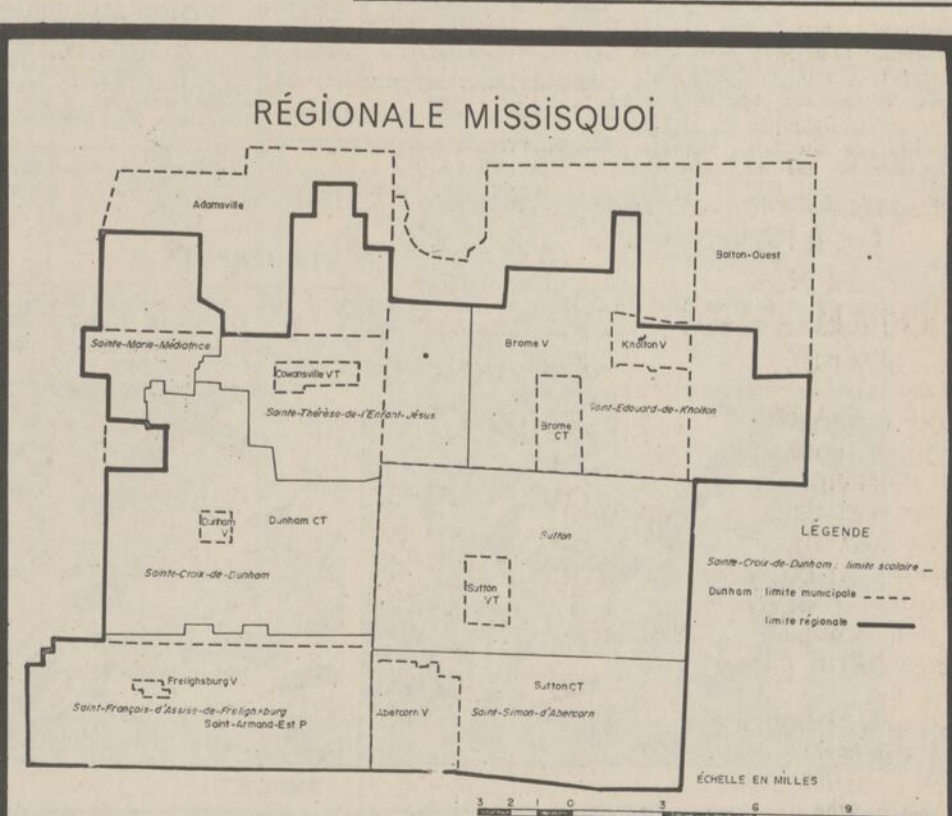 RÉGIONALE MISSISQUOI
Adamsville
Bolton-Ouest
Sainte-Marie-Médiatrice
Brome V
Knolton V
Cowansville VT
Sainte-Thérèse-de-l'Enfant-Jésus
Saint-Edouard-de-Knolton
Brome
CT
Dunham
V
Dunham CT
Sutton
LÉGENDE
Sainte-Croix-de-Dunham : limite scolaire
Sainte-Croix-de-Dunham
Sutton
VT
Dunham : limite municipale
limite régionale
Frelighsburg V
Sutton CT
Saint-François-d'Assise-de-Frelighsburg
Abercorn V
Saint-Simon-d'Abercorn
Saint-Armand-Est P
ÉCHELLE EN MILLES
3 2 1 0 3 6 9